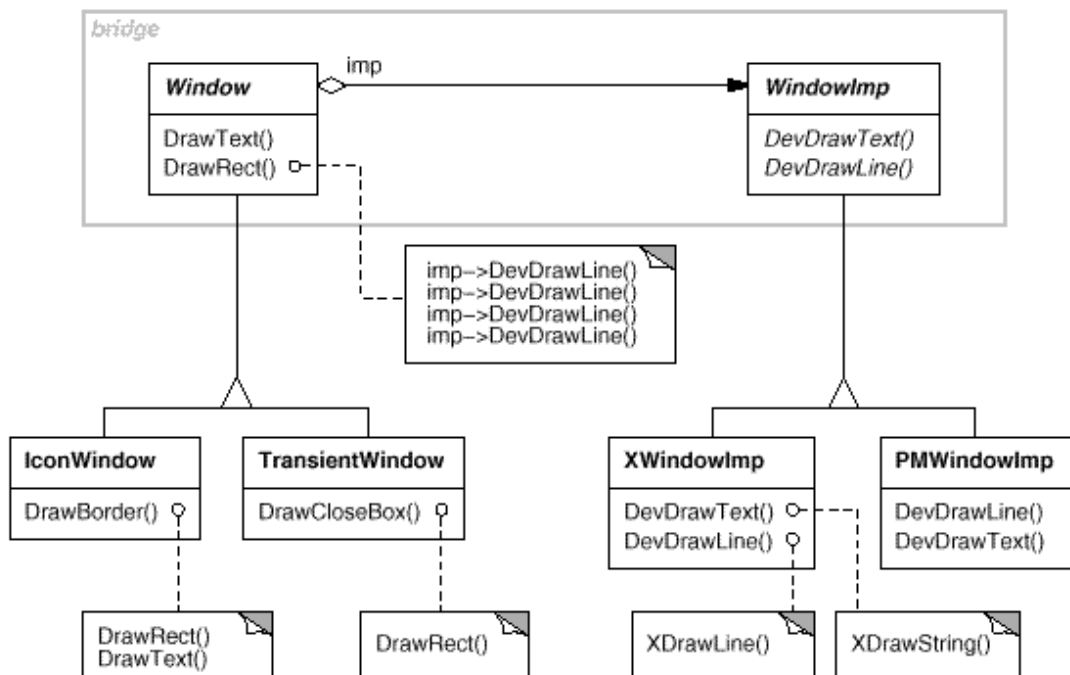 bridge
imp
Window
DrawText()
DrawRect()
WindowImp
DevDrawText()
DevDrawLine()
imp->DevDrawLine()
imp->DevDrawLine()
imp->DevDrawLine()
imp->DevDrawLine()
IconWindow
DrawBorder()
TransientWindow
DrawCloseBox()
XWindowImp
DevDrawText()
DevDrawLine()
PMWindowImp
DevDrawLine()
DevDrawText()
DrawRect()
DrawText()
DrawRect()
XDrawLine()
XDrawString()